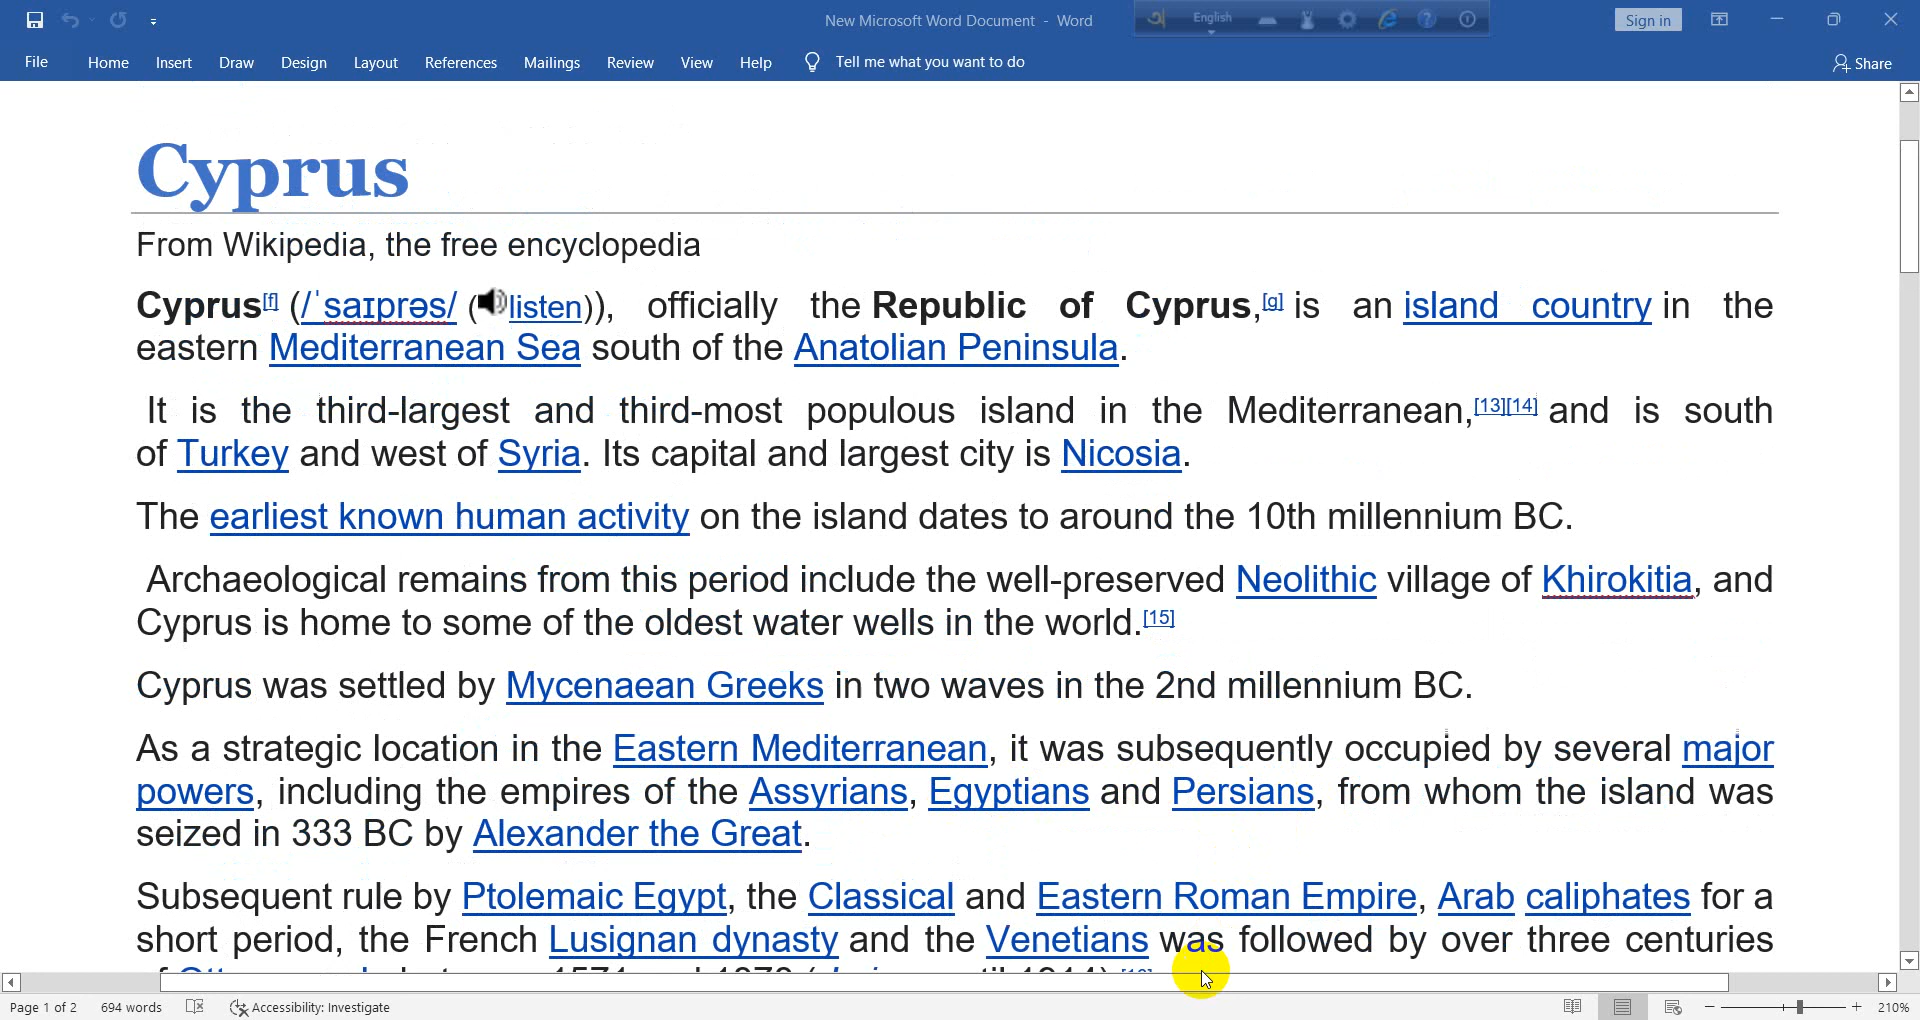 New Microsoft Word Document - Word
অ English
Sign in
File Home Insert Draw Design Layout References Mailings Review View Help Tell me what you want to do
Share
Cyprus
From Wikipedia, the free encyclopedia
Cyprus[f] (/ˈsaɪprəs/ (listen)), officially the Republic of Cyprus,[g] is an island country in the
eastern Mediterranean Sea south of the Anatolian Peninsula.
It is the third-largest and third-most populous island in the Mediterranean,[13][14] and is south
of Turkey and west of Syria. Its capital and largest city is Nicosia.
The earliest known human activity on the island dates to around the 10th millennium BC.
Archaeological remains from this period include the well-preserved Neolithic village of Khirokitia, and
Cyprus is home to some of the oldest water wells in the world.[15]
Cyprus was settled by Mycenaean Greeks in two waves in the 2nd millennium BC.
As a strategic location in the Eastern Mediterranean, it was subsequently occupied by several major
powers, including the empires of the Assyrians, Egyptians and Persians, from whom the island was
seized in 333 BC by Alexander the Great.
Subsequent rule by Ptolemaic Egypt, the Classical and Eastern Roman Empire, Arab caliphates for a
short period, the French Lusignan dynasty and the Venetians was followed by over three centuries
Page 1 of 2 694 words Accessibility: Investigate
210%